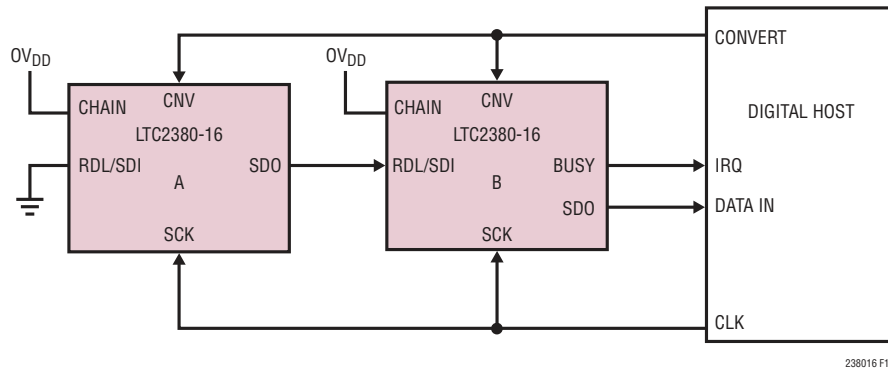 CONVERT
OV_DD
OV_DD
CHAIN
CNV
CHAIN
CNV
LTC2380-16
LTC2380-16
DIGITAL HOST
RDL/SDI
SDO
RDL/SDI
BUSY
IRQ
A
B
SDO
DATA IN
SCK
SCK
CLK
238016 F1